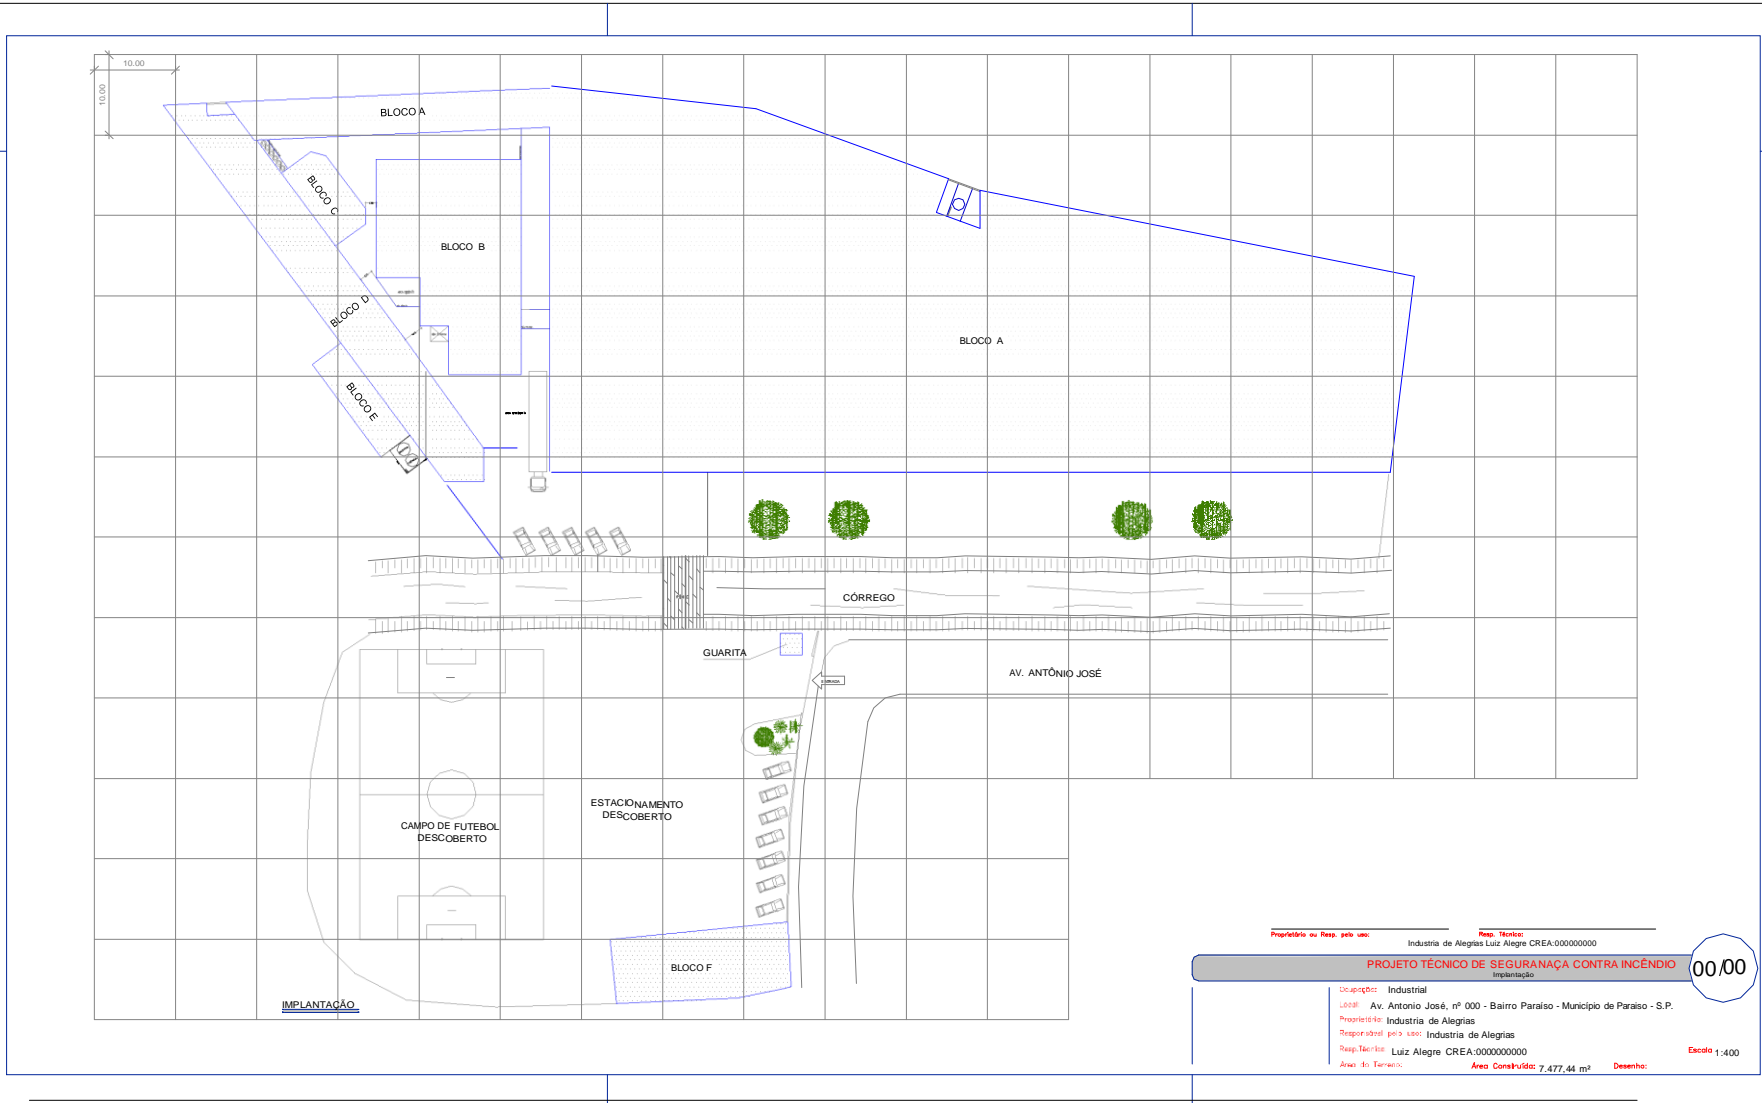 10.00
10.00
BLOCO A
BLOCO C
BLOCO B
BLOCO D
BLOCO A
BLOCO E
CÓRREGO
GUARITA
AV. ANTÔNIO JOSÉ
ENTRADA
ESTACIONAMENTO
DESCOBERTO
CAMPO DE FUTEBOL
DESCOBERTO
BLOCO F
IMPLANTAÇÃO
Proprietário ou Resp. pelo uso:
Resp. Técnico:
Industria de Alegrias Luiz Alegre CREA:000000000
PROJETO TÉCNICO DE SEGURANAÇA CONTRA INCÊNDIO
Implantação
00/00
Ocupação: Industrial
Local: Av. Antonio José, nº 000 - Bairro Paraíso - Município de Paraiso - S.P.
Proprietário: Industria de Alegrias
Responsável pelo uso: Industria de Alegrias
Resp.Técnico: Luiz Alegre CREA:0000000000
Escala 1:400
Área do Terreno:
Área Construída: 7.477,44 m²
Desenho: